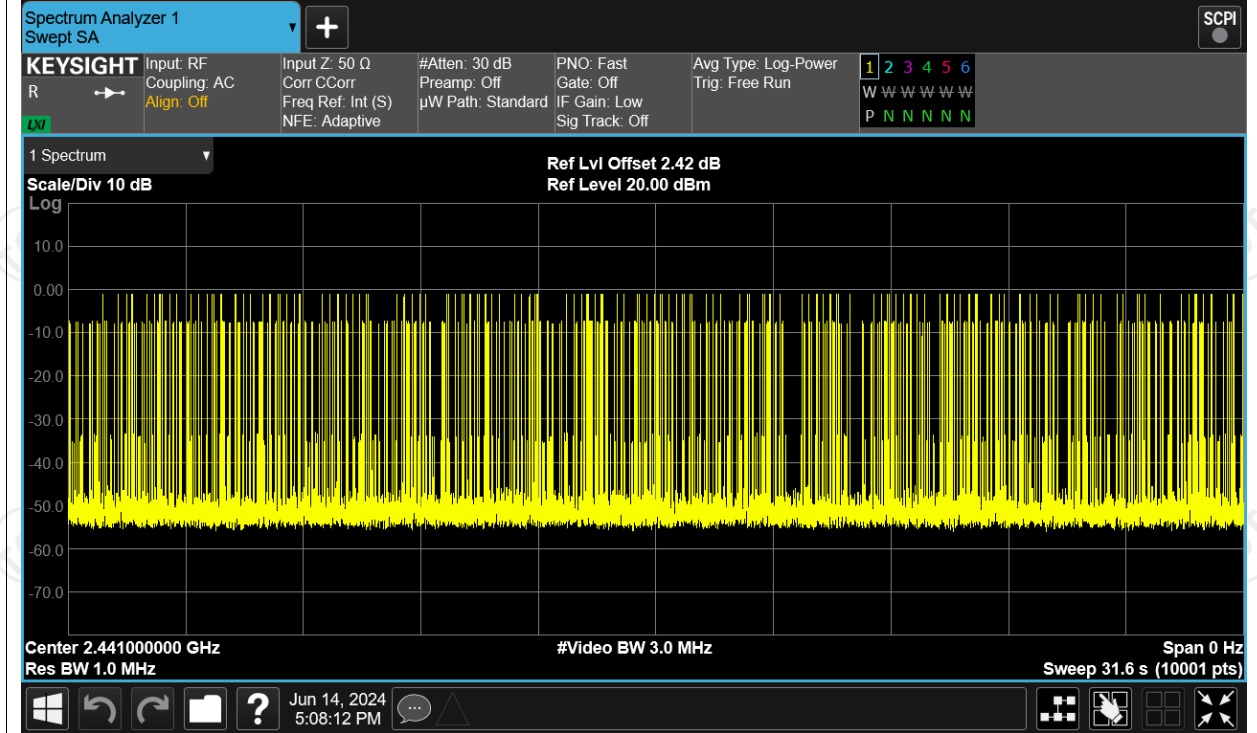 Spectrum Analyzer 1
Swept SA
SCPI
KEYSIGHT
R
LXI
Input: RF
Coupling: AC
Align: Off
Input Z: 50 Ω
Corr CCorr
Freq Ref: Int (S)
NFE: Adaptive
#Atten: 30 dB
Preamp: Off
µW Path: Standard
PNO: Fast
Gate: Off
IF Gain: Low
Sig Track: Off
Avg Type: Log-Power
Trig: Free Run
1 2 3 4 5 6
W W W W W W
P N N N N N
1 Spectrum
Scale/Div 10 dB
Ref Lvl Offset 2.42 dB
Ref Level 20.00 dBm
Log
10.0
0.00
-10.0
-20.0
-30.0
-40.0
-50.0
-60.0
-70.0
Center 2.441000000 GHz
#Video BW 3.0 MHz
Span 0 Hz
Res BW 1.0 MHz
Sweep 31.6 s (10001 pts)
?
Jun 14, 2024
5:08:12 PM